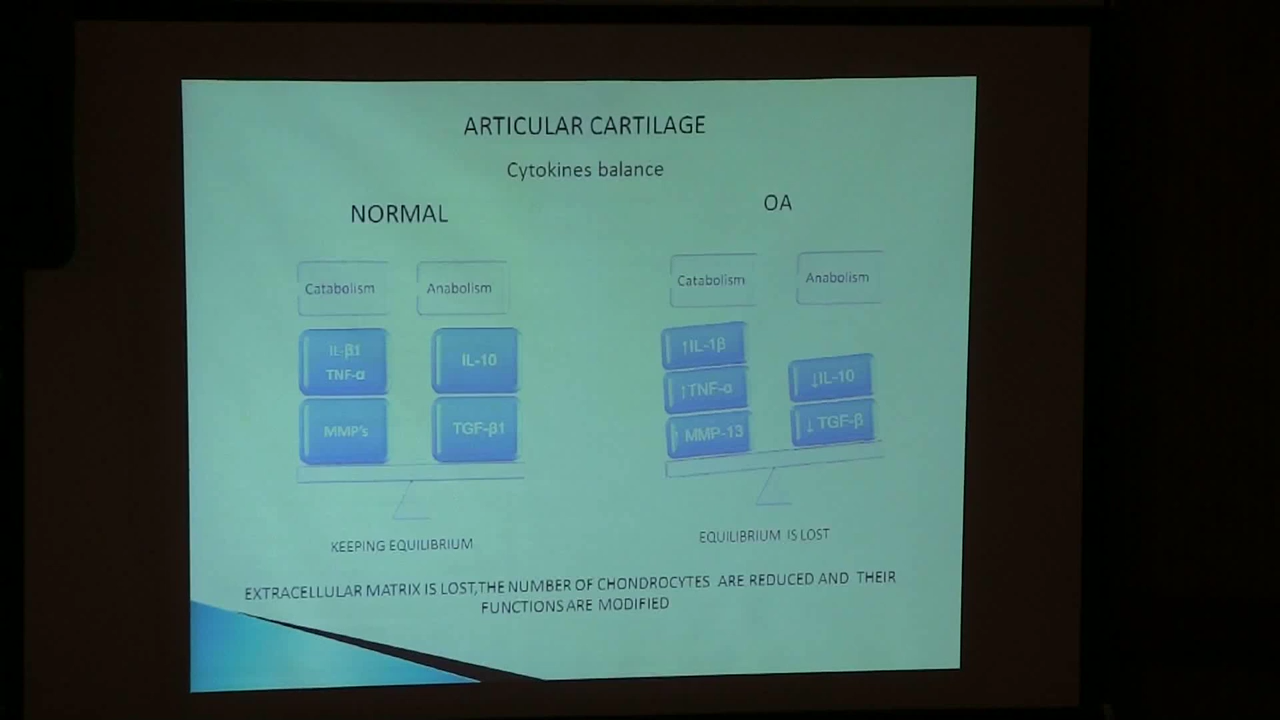 ARTICULAR CARTILAGE
Cytokines balance
NORMAL
Catabolism
Anabolism
IL-β1
TNF-α
IL-10
MMP's
TGF-β1
KEEPING EQUILIBRIUM
OA
Catabolism
Anabolism
↑IL-1β
↑TNF-α
↑ MMP-13
↓IL-10
↓ TGF-β
EQUILIBRIUM IS LOST
EXTRACELLULAR MATRIX IS LOST,THE NUMBER OF CHONDROCYTES ARE REDUCED AND THEIR
FUNCTIONS ARE MODIFIED